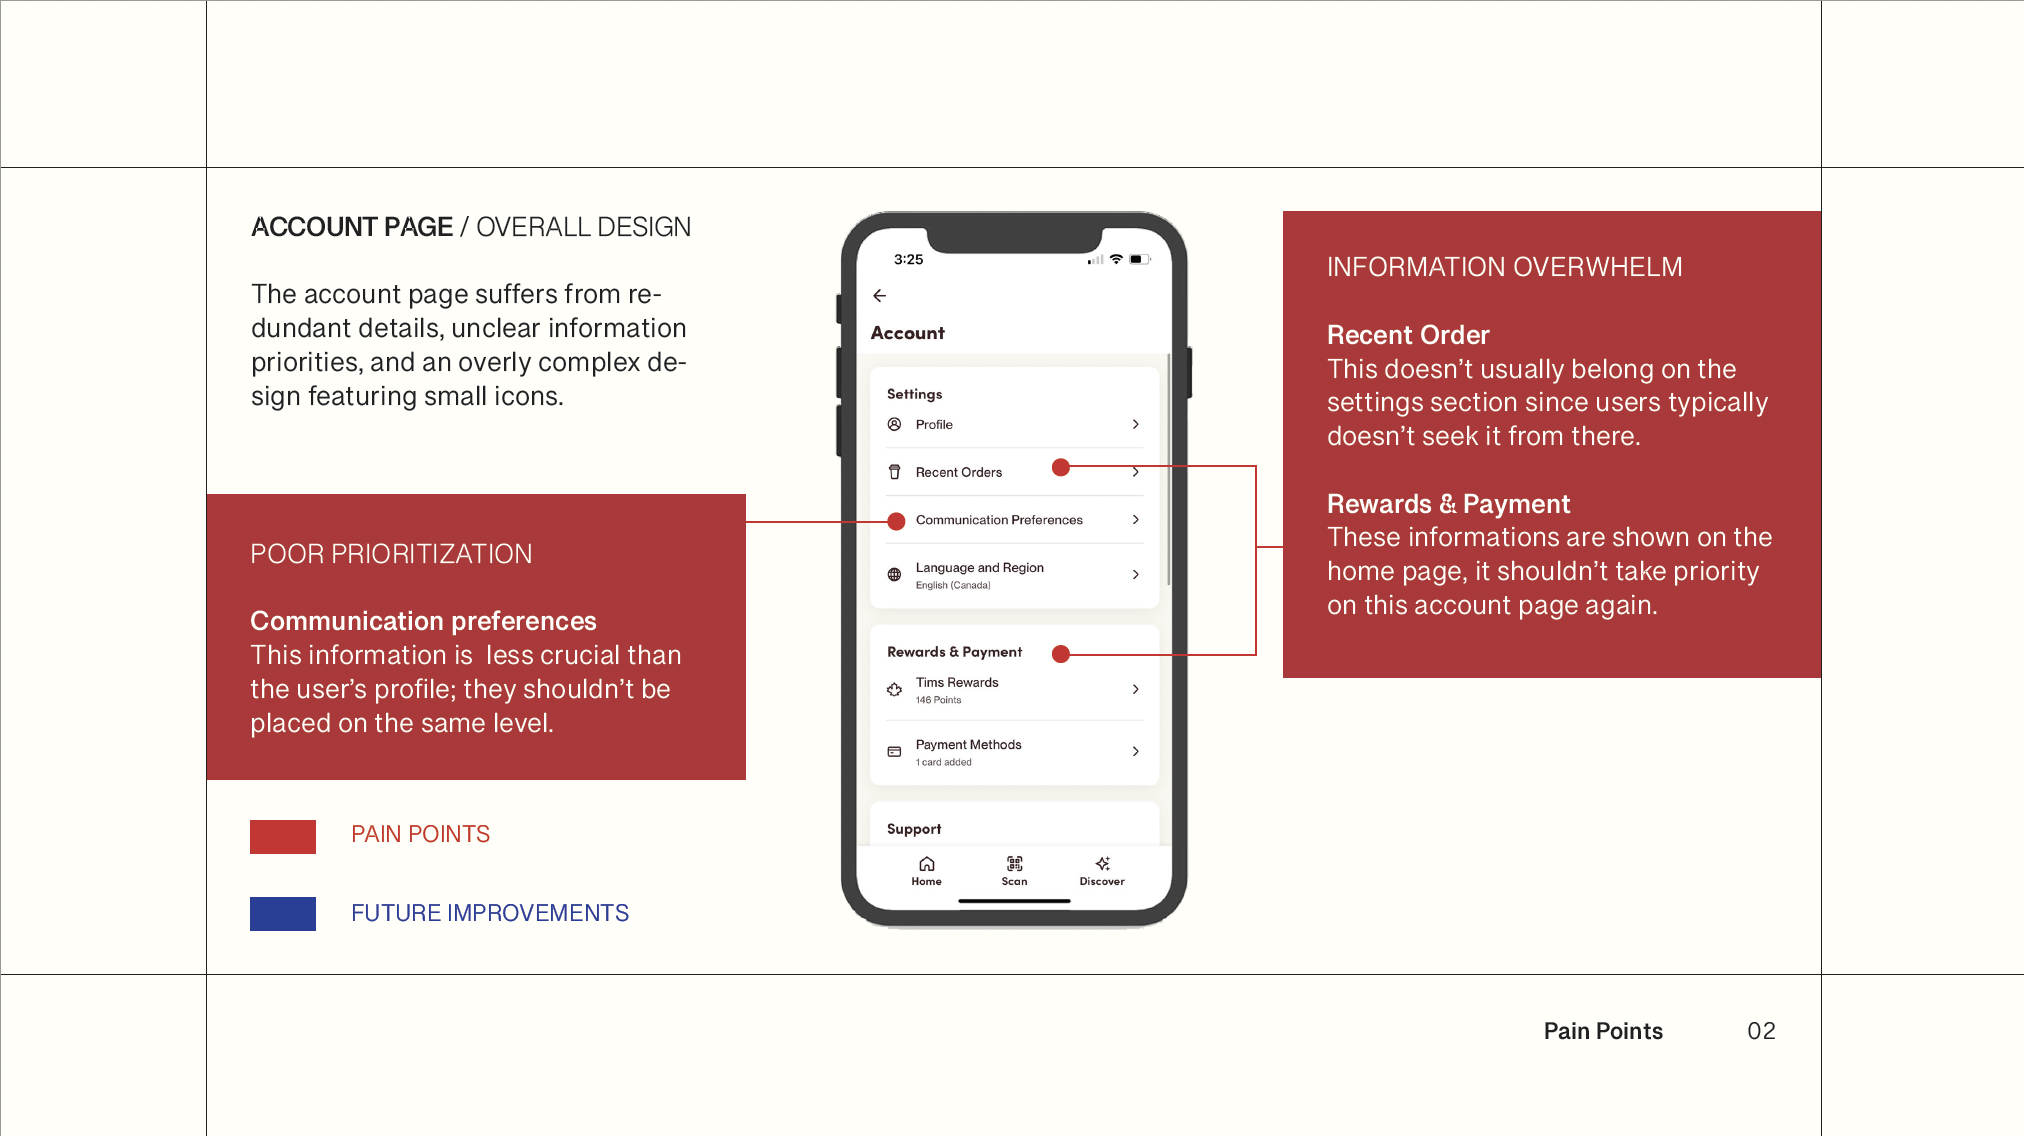 ACCOUNT PAGE / OVERALL DESIGN
The account page suffers from re-
dundant details, unclear information
priorities, and an overly complex de-
sign featuring small icons.
POOR PRIORITIZATION
Communication preferences
This information is  less crucial than
the user’s profile; they shouldn’t be
placed on the same level.
PAIN POINTS
FUTURE IMPROVEMENTS
3:25
Account
Settings
Profile
Recent Orders
Communication Preferences
Language and Region
English (Canada)
Rewards & Payment
Tims Rewards
146 Points
Payment Methods
1 card added
Support
Home
Scan
Discover
INFORMATION OVERWHELM
Recent Order
This doesn’t usually belong on the
settings section since users typically
doesn’t seek it from there.
Rewards & Payment
These informations are shown on the
home page, it shouldn’t take priority
on this account page again.
Pain Points 02